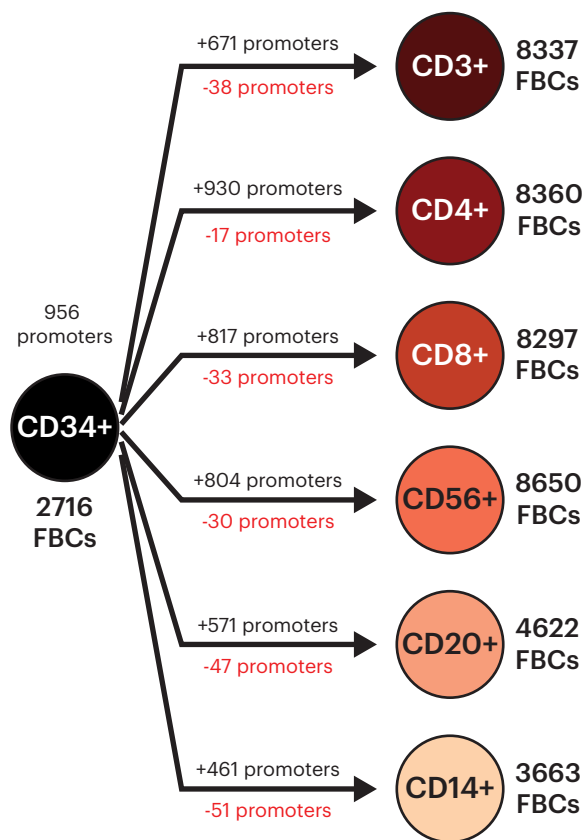 +671 promoters
-38 promoters
CD3+
8337
FBCs
+930 promoters
-17 promoters
CD4+
8360
FBCs
956
promoters
CD34+
2716
FBCs
+817 promoters
-33 promoters
CD8+
8297
FBCs
+804 promoters
-30 promoters
CD56+
8650
FBCs
+571 promoters
-47 promoters
CD20+
4622
FBCs
+461 promoters
-51 promoters
CD14+
3663
FBCs